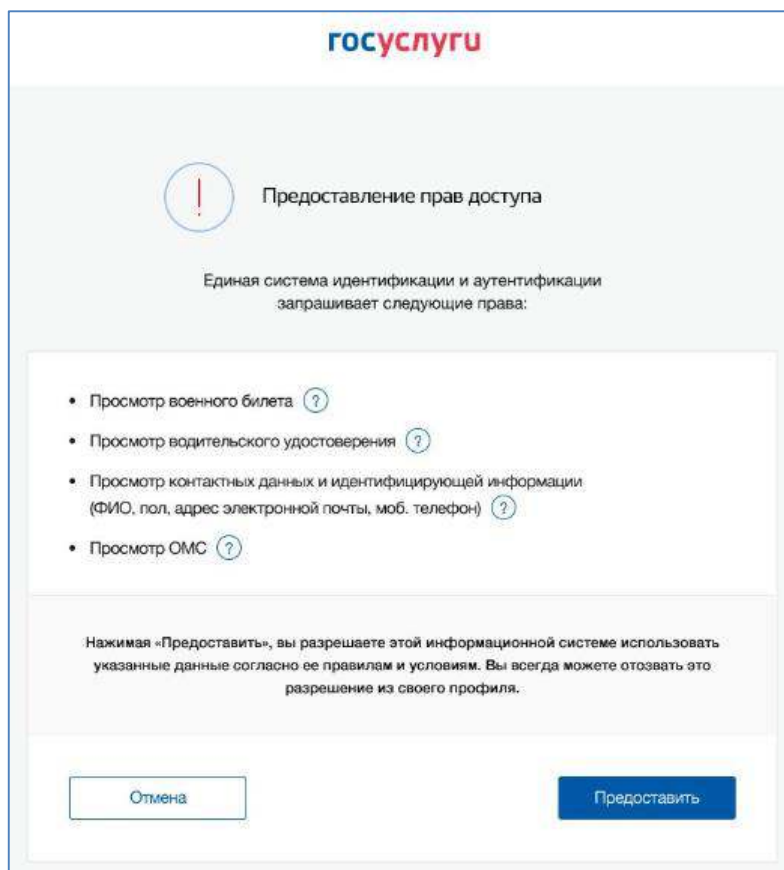 госуслуги
Предоставление прав доступа
Единая система идентификации и аутентификации
запрашивает следующие права:
• Просмотр военного билета ?
• Просмотр водительского удостоверения ?
• Просмотр контактных данных и идентифицирующей информации
(ФИО, пол, адрес электронной почты, моб. телефон) ?
• Просмотр ОМС ?
Нажимая «Предоставить», вы разрешаете этой информационной системе использовать
указанные данные согласно ее правилам и условиям. Вы всегда можете отозвать это
разрешение из своего профиля.
Отмена
Предоставить